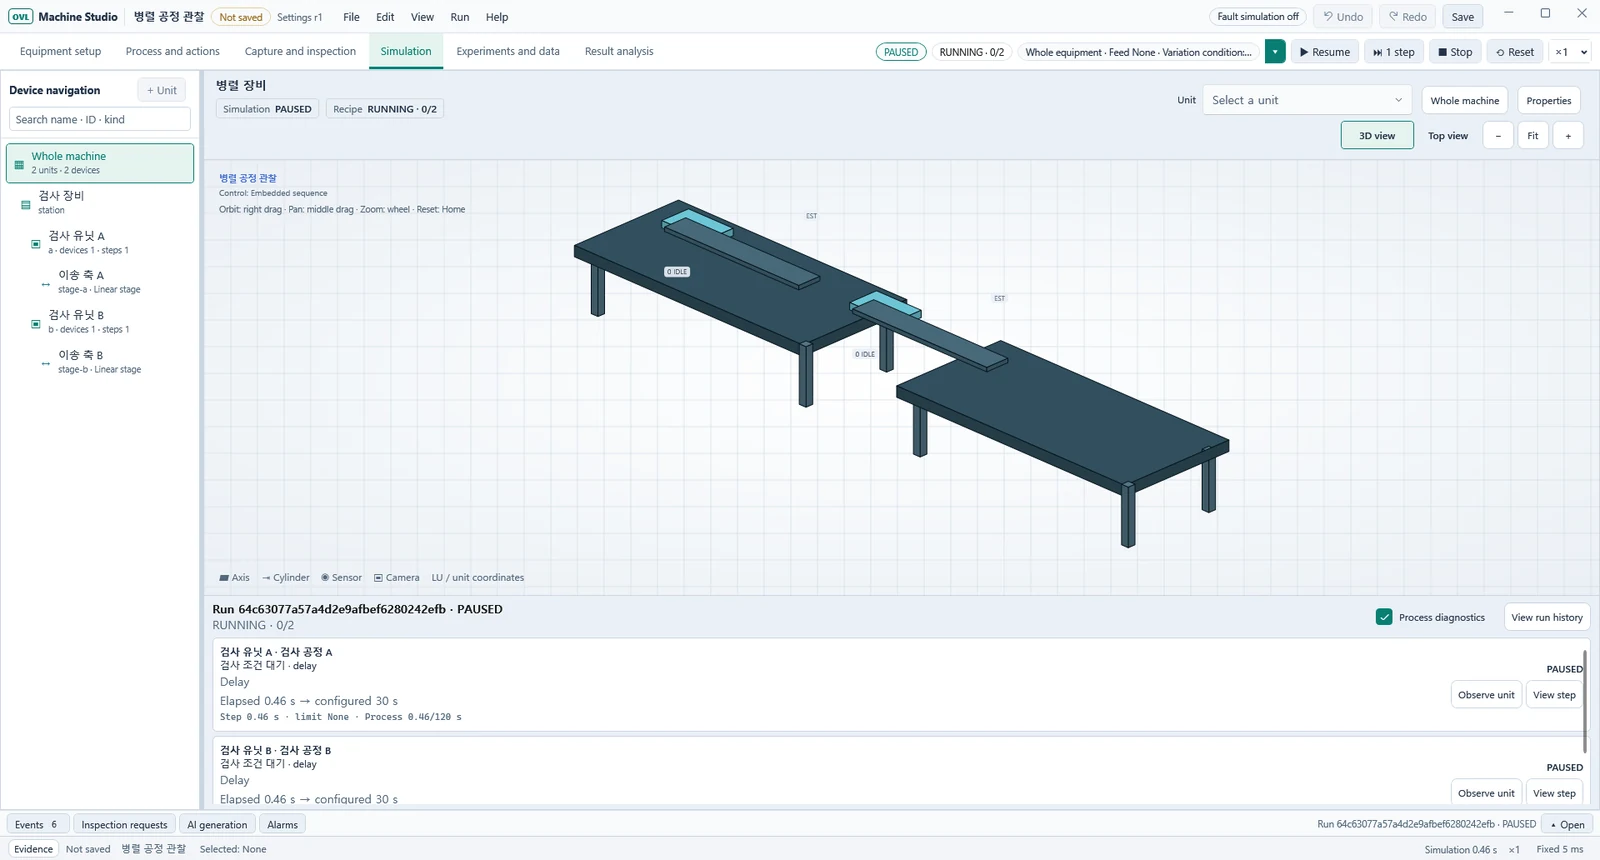 OVL Machine Studio 병렬 공정 관찰 Not saved Settings r1 File Edit View Run Help Fault simulation off Undo Redo Save
Equipment setup Process and actions Capture and inspection Simulation Experiments and data Result analysis PAUSED RUNNING · 0/2 Whole equipment · Feed None · Variation condition:... Resume 1 step Stop Reset ×1
Device navigation + Unit
Search name · ID · kind
Whole machine
2 units · 2 devices
검사 장비
station
검사 유닛 A
a · devices 1 · steps 1
이송 축 A
stage-a · Linear stage
검사 유닛 B
b · devices 1 · steps 1
이송 축 B
stage-b · Linear stage
병렬 장비
Simulation PAUSED Recipe RUNNING · 0/2
Unit Select a unit Whole machine Properties
3D view Top view − Fit +
병렬 공정 관찰
Control: Embedded sequence
Orbit: right drag · Pan: middle drag · Zoom: wheel · Reset: Home
EST
0 IDLE
EST
0 IDLE
Axis Cylinder Sensor Camera LU / unit coordinates
Run 64c63077a57a4d2e9afbef6280242efb · PAUSED
RUNNING · 0/2
Process diagnostics View run history
검사 유닛 A · 검사 공정 A
검사 조건 대기 · delay
Delay
Elapsed 0.46 s → configured 30 s
Step 0.46 s · limit None · Process 0.46/120 s
PAUSED
Observe unit View step
검사 유닛 B · 검사 공정 B
검사 조건 대기 · delay
Delay
Elapsed 0.46 s → configured 30 s
PAUSED
Observe unit View step
Events 6 Inspection requests AI generation Alarms Run 64c63077a57a4d2e9afbef6280242efb · PAUSED Open
Evidence Not saved 병렬 공정 관찰 Selected: None Simulation 0.46 s ×1 Fixed 5 ms